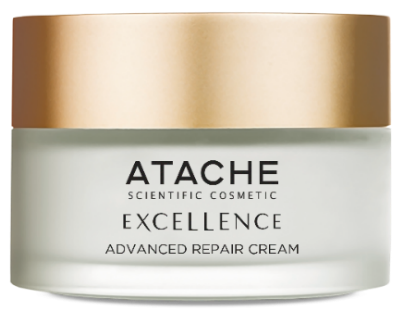 ATACHE
SCIENTIFIC COSMETIC
EXCELLENCE
ADVANCED REPAIR CREAM